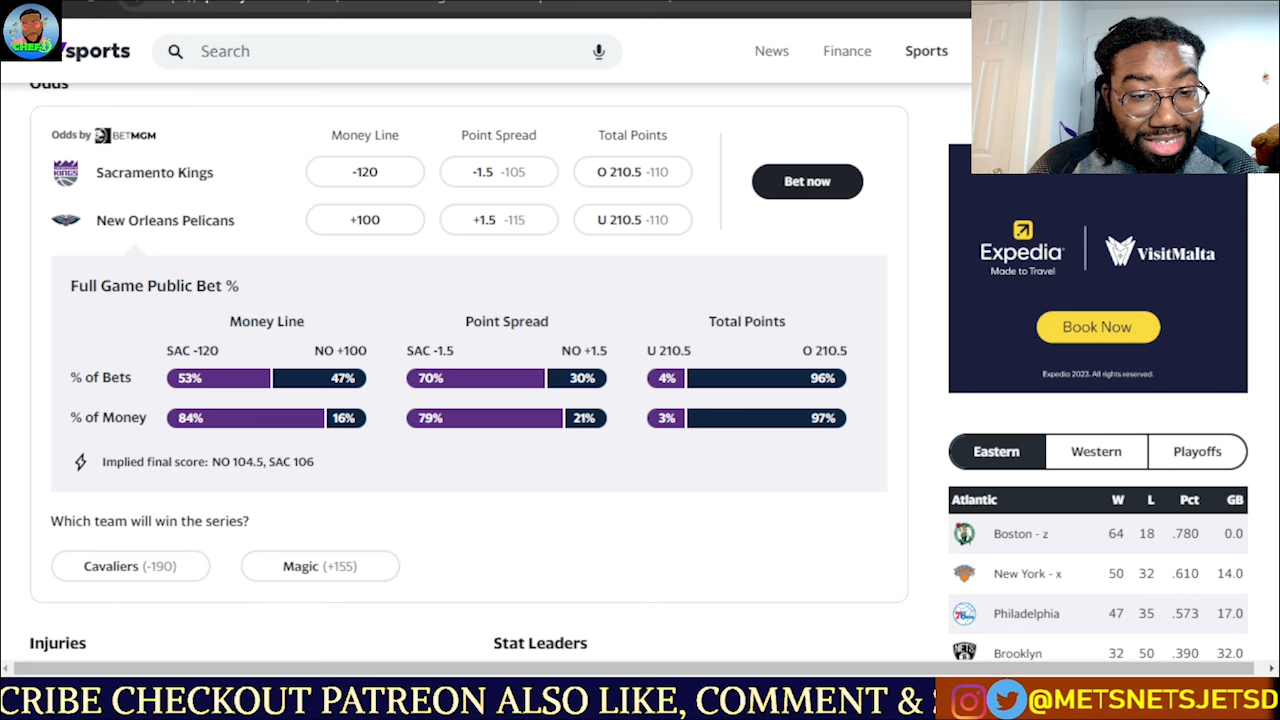 CHEF
sports
Search
News Finance Sports
Odds
Odds by BETMGM
Money Line Point Spread Total Points
Sacramento Kings -120 -1.5 -105 O 210.5 -110
Bet now
New Orleans Pelicans +100 +1.5 -115 U 210.5 -110
Full Game Public Bet %
Money Line Point Spread Total Points
SAC -120 NO +100 SAC -1.5 NO +1.5 U 210.5 O 210.5
% of Bets 53% 47% 70% 30% 4% 96%
% of Money 84% 16% 79% 21% 3% 97%
Implied final score: NO 104.5, SAC 106
Which team will win the series?
Cavaliers (-190) Magic (+155)
Injuries Stat Leaders
Expedia
Made to Travel
VisitMalta
Book Now
Expedia 2023. All rights reserved.
Eastern Western Playoffs
Atlantic W L Pct GB
Boston - z 64 18 .780 0.0
New York - x 50 32 .610 14.0
Philadelphia 47 35 .573 17.0
NETS Brooklyn 32 50 .390 32.0
CRIBE CHECKOUT PATREON ALSO LIKE, COMMENT &
@METSNETSJETSD